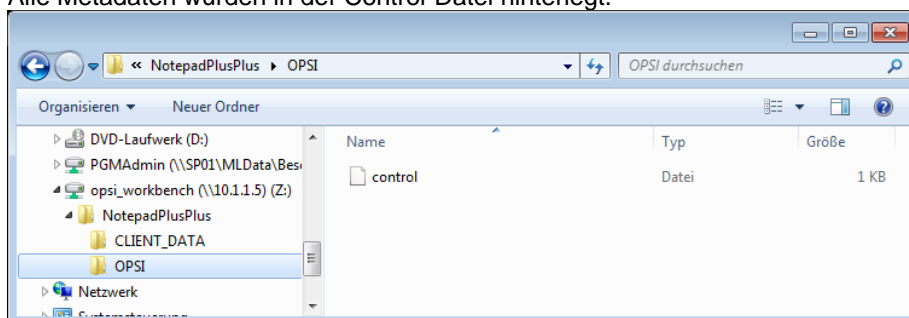 Alle Metadaten wurden in der Control Datei hinterlegt.
« NotepadPlusPlus ▸ OPSI
OPSI durchsuchen
Organisieren ▾ Neuer Ordner
DVD-Laufwerk (D:)
PGMAdmin (\\SP01\MLData\Bes
opsi_workbench (\\10.1.1.5) (Z:)
NotepadPlusPlus
CLIENT_DATA
OPSI
Netzwerk
Systemsteuerung
Name Typ Größe
control Datei 1 KB